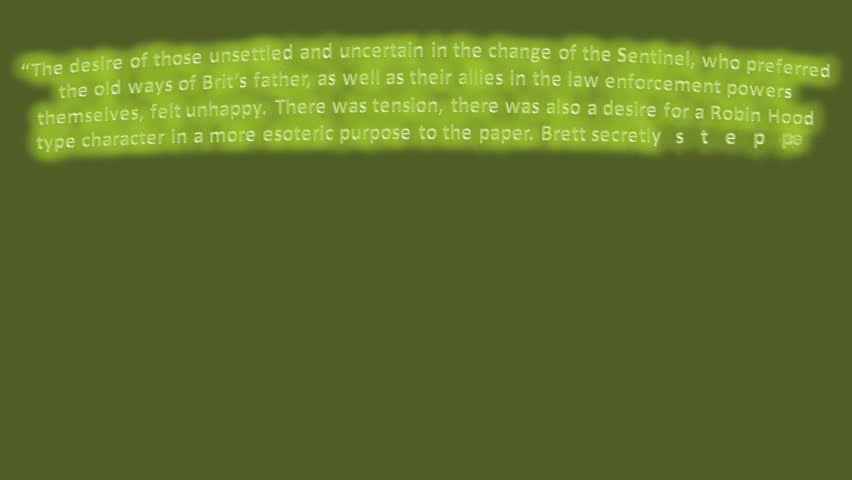 “The desire of those unsettled and uncertain in the change of the Sentinel, who preferred
the old ways of Brit’s father, as well as their allies in the law enforcement powers
themselves, felt unhappy. There was tension, there was also a desire for a Robin Hood
type character in a more esoteric purpose to the paper. Brett secretly s t e p pe